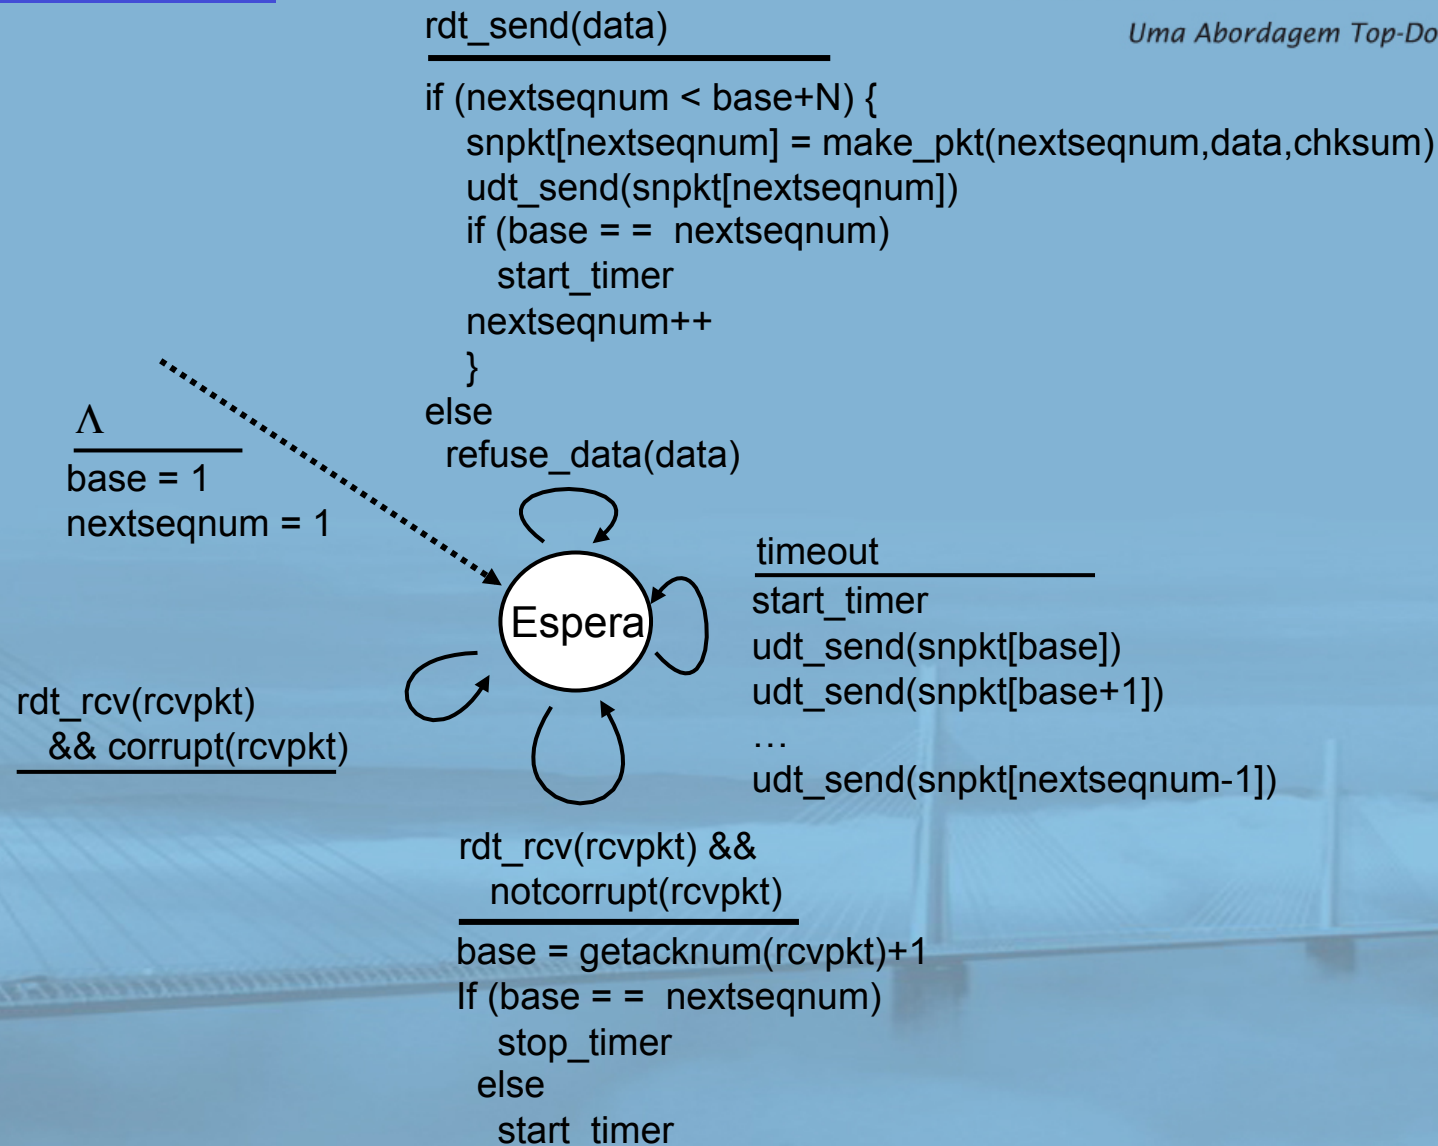 rdt_send(data)
Uma Abordagem Top-Do
if (nextseqnum < base+N) {
snpkt[nextseqnum] = make_pkt(nextseqnum,data,chksum)
udt_send(snpkt[nextseqnum])
if (base = = nextseqnum)
start_timer
nextseqnum++
}
else
refuse_data(data)
Λ
base = 1
nextseqnum = 1
Espera
timeout
start_timer
udt_send(snpkt[base])
udt_send(snpkt[base+1])
…
udt_send(snpkt[nextseqnum-1])
rdt_rcv(rcvpkt)
&& corrupt(rcvpkt)
rdt_rcv(rcvpkt) &&
notcorrupt(rcvpkt)
base = getacknum(rcvpkt)+1
If (base = = nextseqnum)
stop_timer
else
start_timer